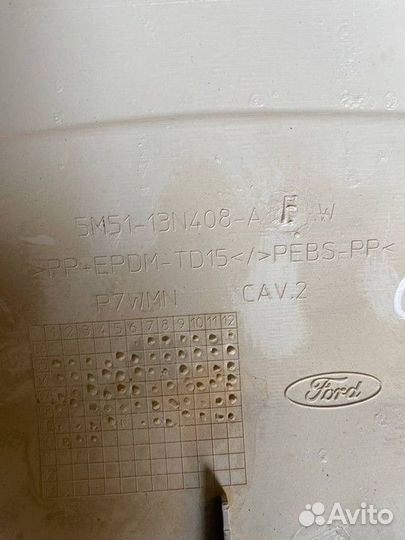 5M51-13N408-A F W
>PP+EPDM-TD15</>PEBS-PP<
P7WMN CAV.2
1 2 3 4 5 6 7 8 9 10 11 12
Ford
Avito